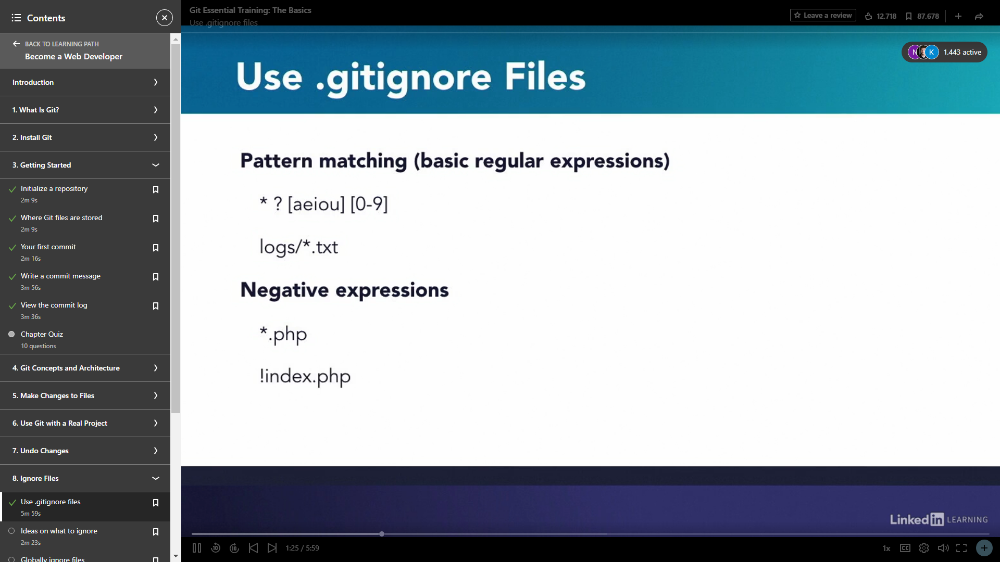 Contents
BACK TO LEARNING PATH
Become a Web Developer
Introduction
1. What Is Git?
2. Install Git
3. Getting Started
Initialize a repository
2m 9s
Where Git files are stored
2m 9s
Your first commit
2m 16s
Write a commit message
3m 56s
View the commit log
3m 36s
Chapter Quiz
10 questions
4. Git Concepts and Architecture
5. Make Changes to Files
6. Use Git with a Real Project
7. Undo Changes
8. Ignore Files
Use .gitignore files
5m 59s
Ideas on what to ignore
2m 23s
Globally ignore files
Git Essential Training: The Basics
Use .gitignore files
Leave a review
12,718
87,678
N K 1,443 active
Use .gitignore Files
Pattern matching (basic regular expressions)
* ? [aeiou] [0-9]
logs/*.txt
Negative expressions
*.php
!index.php
Linked in LEARNING
10 10 1:25 / 5:59
1x CC